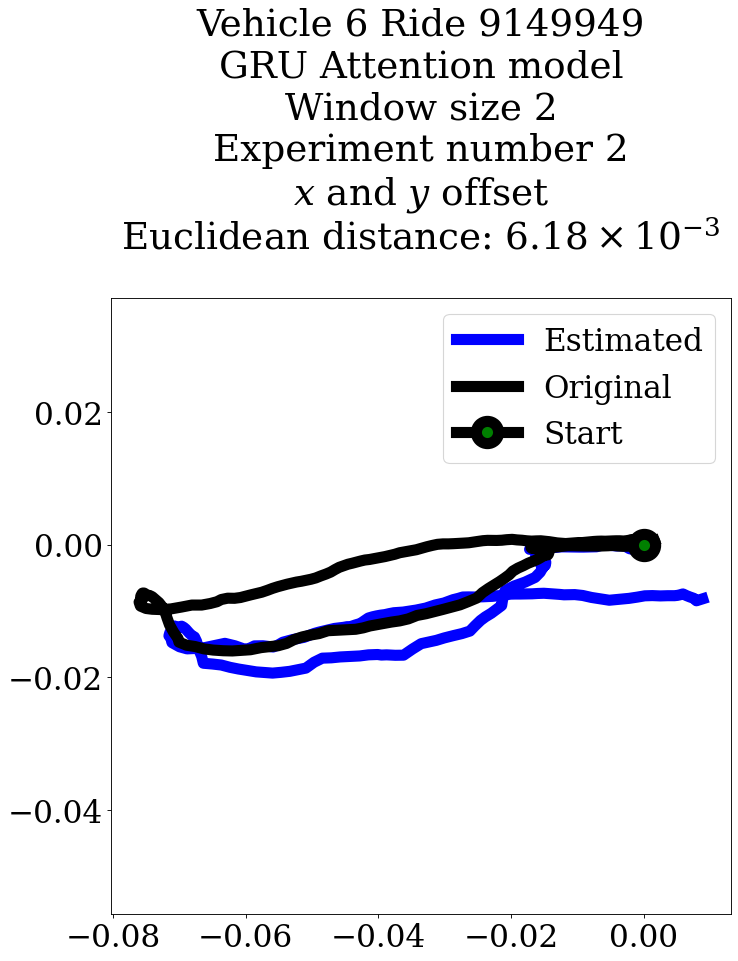 Vehicle 6 Ride 9149949
GRU Attention model
Window size 2
Experiment number 2
x and y offset
Euclidean distance: 6.18 × 10⁻³
Estimated
Original
Start
0.02
0.00
−0.02
−0.04
−0.08 −0.06 −0.04 −0.02 0.00